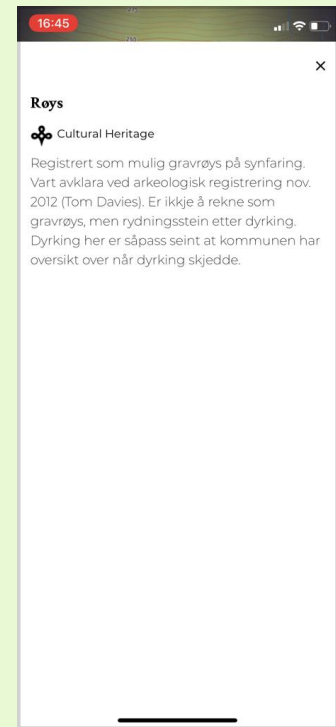 16:45
Røys
Cultural Heritage
Registrert som mulig gravrøys på synfaring.
Vart avklara ved arkeologisk registrering nov.
2012 (Tom Davies). Er ikkje å rekne som
gravrøys, men rydningsstein etter dyrking.
Dyrking her er såpass seint at kommunen har
oversikt over når dyrking skjedde.